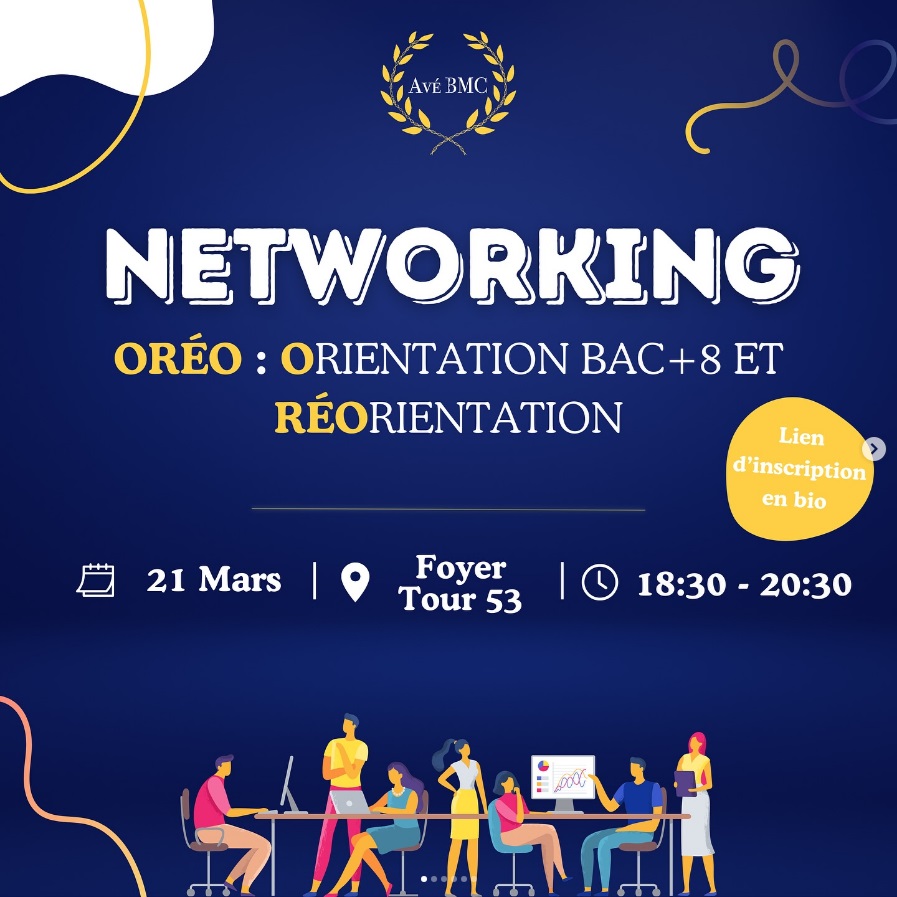 Avé BMC
NETWORKING
ORÉO : ORIENTATION BAC+8 ET
RÉORIENTATION
Lien
d'inscription
en bio
21 Mars
Foyer
Tour 53
18:30 - 20:30